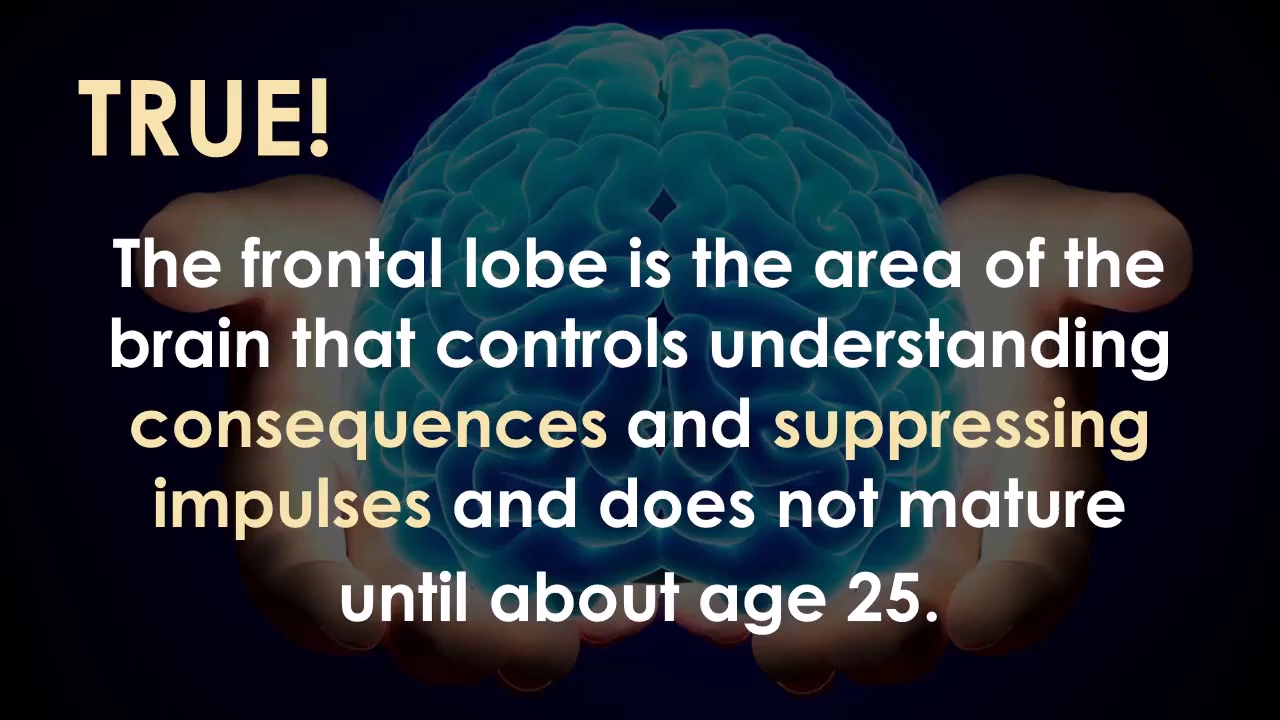 TRUE!
The frontal lobe is the area of the
brain that controls understanding
consequences and suppressing
impulses and does not mature
until about age 25.